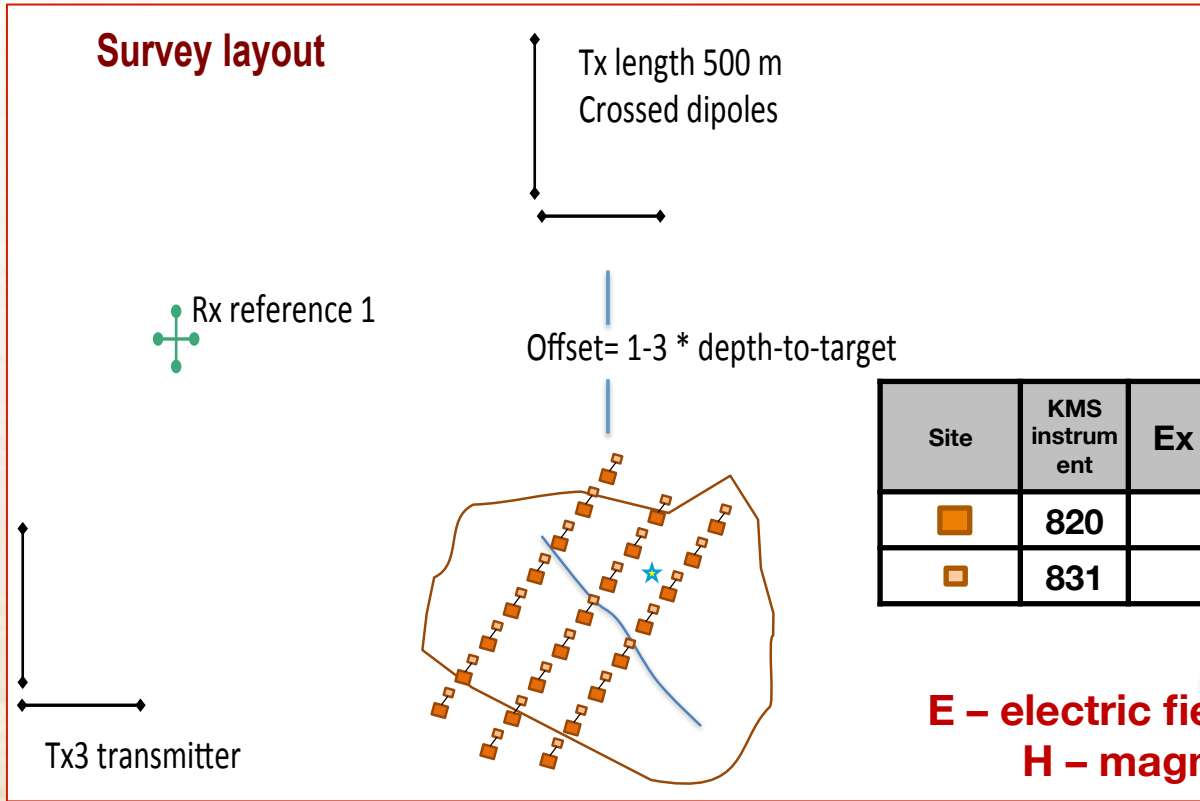 Survey layout
Tx length 500 m
Crossed dipoles
Rx reference 1
Offset= 1-3 * depth-to-target
Site
KMS
instrum
ent
Ex
820
831
E – electric fie
H – magn
Tx3 transmitter